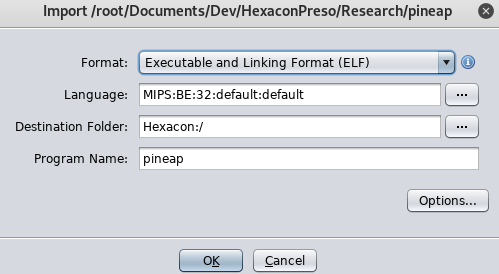 Import /root/Documents/Dev/HexaconPreso/Research/pineap
Format: Executable and Linking Format (ELF)
Language: MIPS:BE:32:default:default ...
Destination Folder: Hexacon:/ ...
Program Name: pineap
Options...
OK Cancel